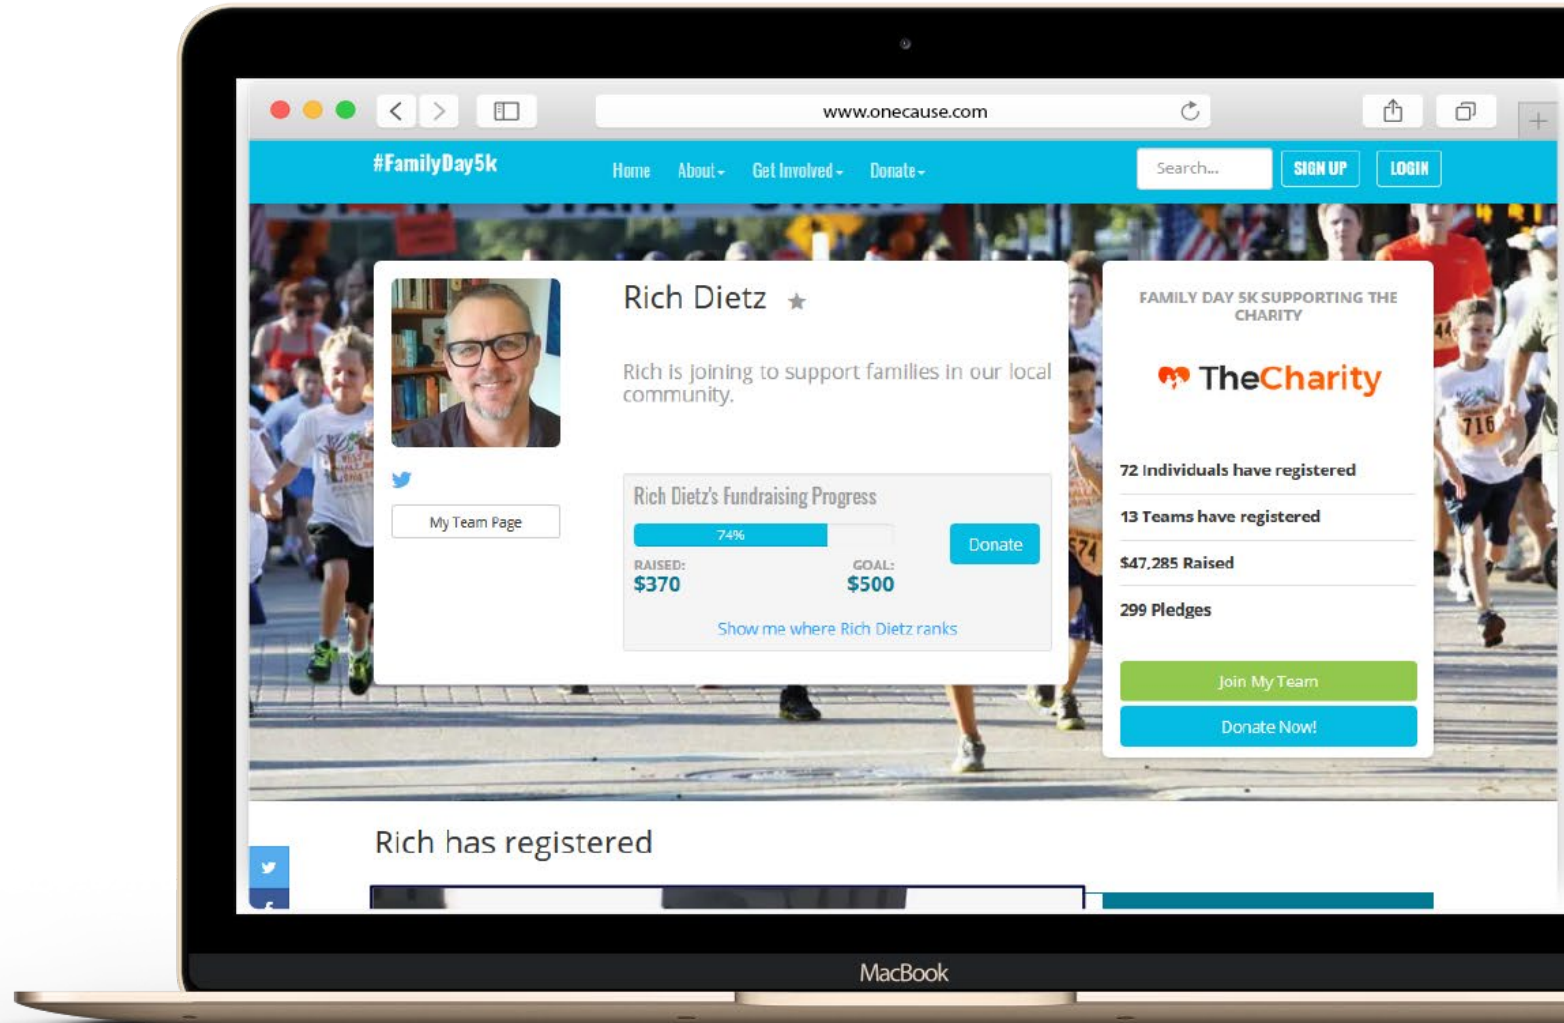 www.onecause.com
#FamilyDay5k
Home
About
Get Involved
Donate
Search...
SIGN UP
LOGIN
Rich Dietz
Rich is joining to support families in our local
community.
My Team Page
Rich Dietz's Fundraising Progress
74%
Donate
RAISED:
GOAL:
$370
$500
Show me where Rich Dietz ranks
FAMILY DAY 5K SUPPORTING THE
CHARITY
TheCharity
72 Individuals have registered
13 Teams have registered
$47,285 Raised
299 Pledges
Join My Team
Donate Now!
716
Rich has registered
MacBook